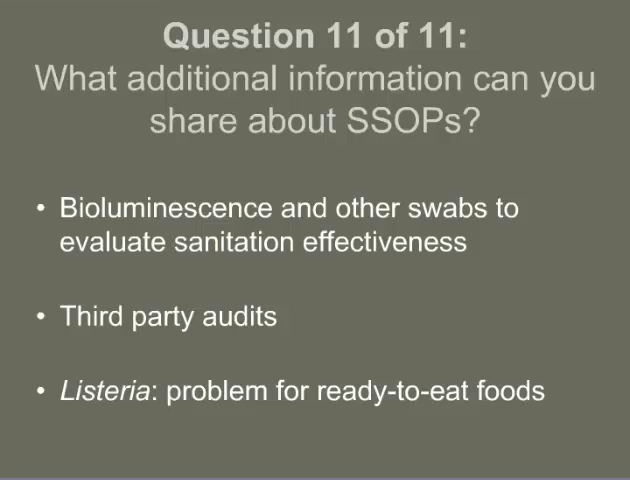 Question 11 of 11:
What additional information can you
share about SSOPs?
• Bioluminescence and other swabs to
evaluate sanitation effectiveness
• Third party audits
• Listeria: problem for ready-to-eat foods